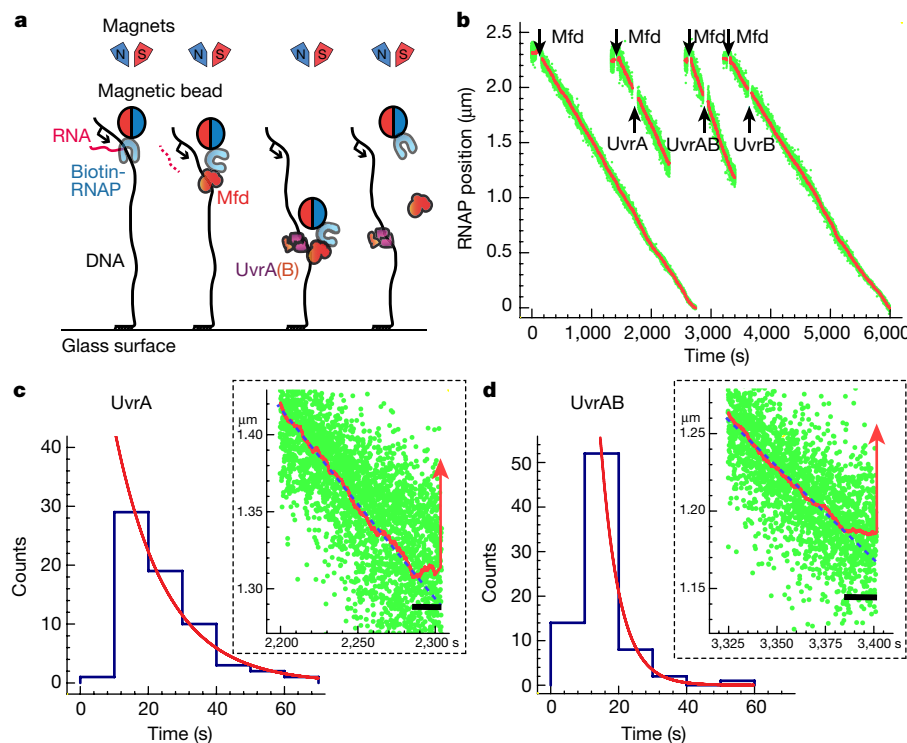 a
Magnets
N S N S N S N S
Magnetic bead
RNA
Biotin-
RNAP
Mfd
DNA
UvrA(B)
Glass surface
b
RNAP position (μm)
2.5
2.0
1.5
1.0
0.5
0
Mfd
Mfd
Mfd
Mfd
UvrA
UvrAB
UvrB
0 1,000 2,000 3,000 4,000 5,000 6,000
Time (s)
c
UvrA
Counts
40
30
20
10
0
0 20 40 60
Time (s)
μm
1.40
1.30
2,200 2,250 2,300 s
d
UvrAB
Counts
50
40
30
20
10
0
0 20 40 60
Time (s)
μm
1.25
1.20
1.15
3,325 3,350 3,375 3,400 s